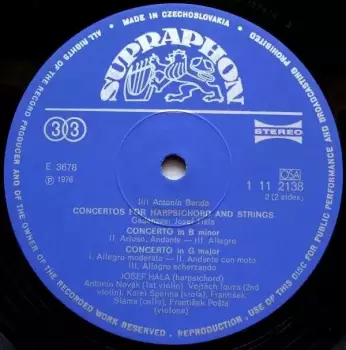 MADE IN CZECHOSLOVAKIA
ALL RIGHTS OF THE RECORD PRODUCER AND OF THE OWNER OF THE RECORDED WORK RESERVED. REPRODUCTION, USE OF THIS DISC FOR PUBLIC PERFORMANCE AND BROADCASTING PROHIBITED
SUPRAPHON
33
STEREO
E 3678
℗ 1976
OSA
1 11 2138
2 (2 sides)
Jiří Antonín Benda
CONCERTOS FOR HARPSICHORD AND STRINGS
Josef Hála
CONCERTO in B minor
II. Arioso, Andante — III. Allegro
CONCERTO in G major
I. Allegro moderato — II. Andante con moto
III. Allegro scherzando
JOSEF HÁLA (harpsichord)
Antonín Novák (1st violin), Vojtěch Jouza (2nd
violin), Karel Špelina (viola), František
Sláma (cello), František Pošta
(violone)